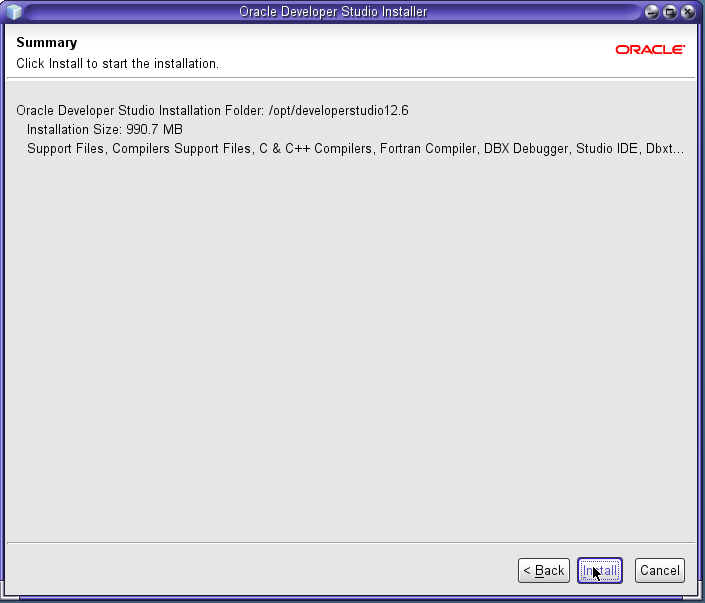 Oracle Developer Studio Installer
Summary
Click Install to start the installation.
ORACLE
Oracle Developer Studio Installation Folder: /opt/developerstudio12.6
Installation Size: 990.7 MB
Support Files, Compilers Support Files, C & C++ Compilers, Fortran Compiler, DBX Debugger, Studio IDE, Dbxt...
< Back
Install
Cancel